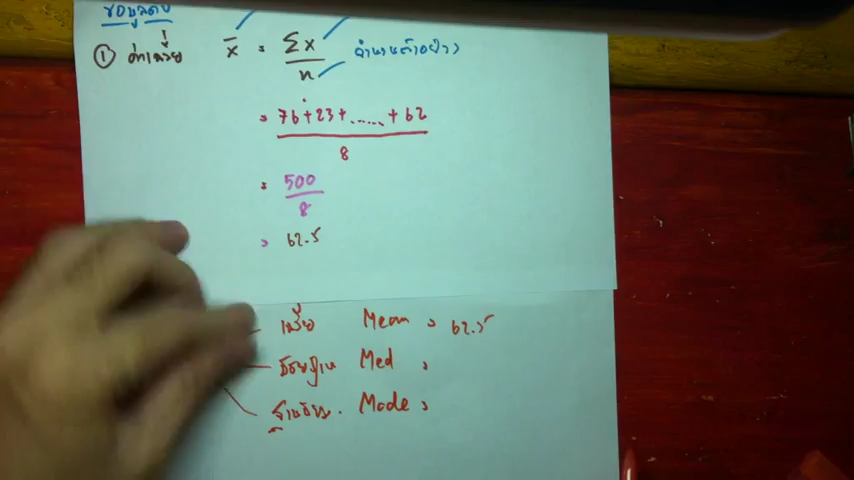 ข้อมูลดิบ
① ค่าเฉลี่ย x̄ = Σx / n จำนวนตัวอย่าง
= 76+23+......+62 / 8
= 500 / 8
= 62.5
เฉลี่ย Mean = 62.5
มัธยฐาน Med =
ฐานนิยม. Mode =